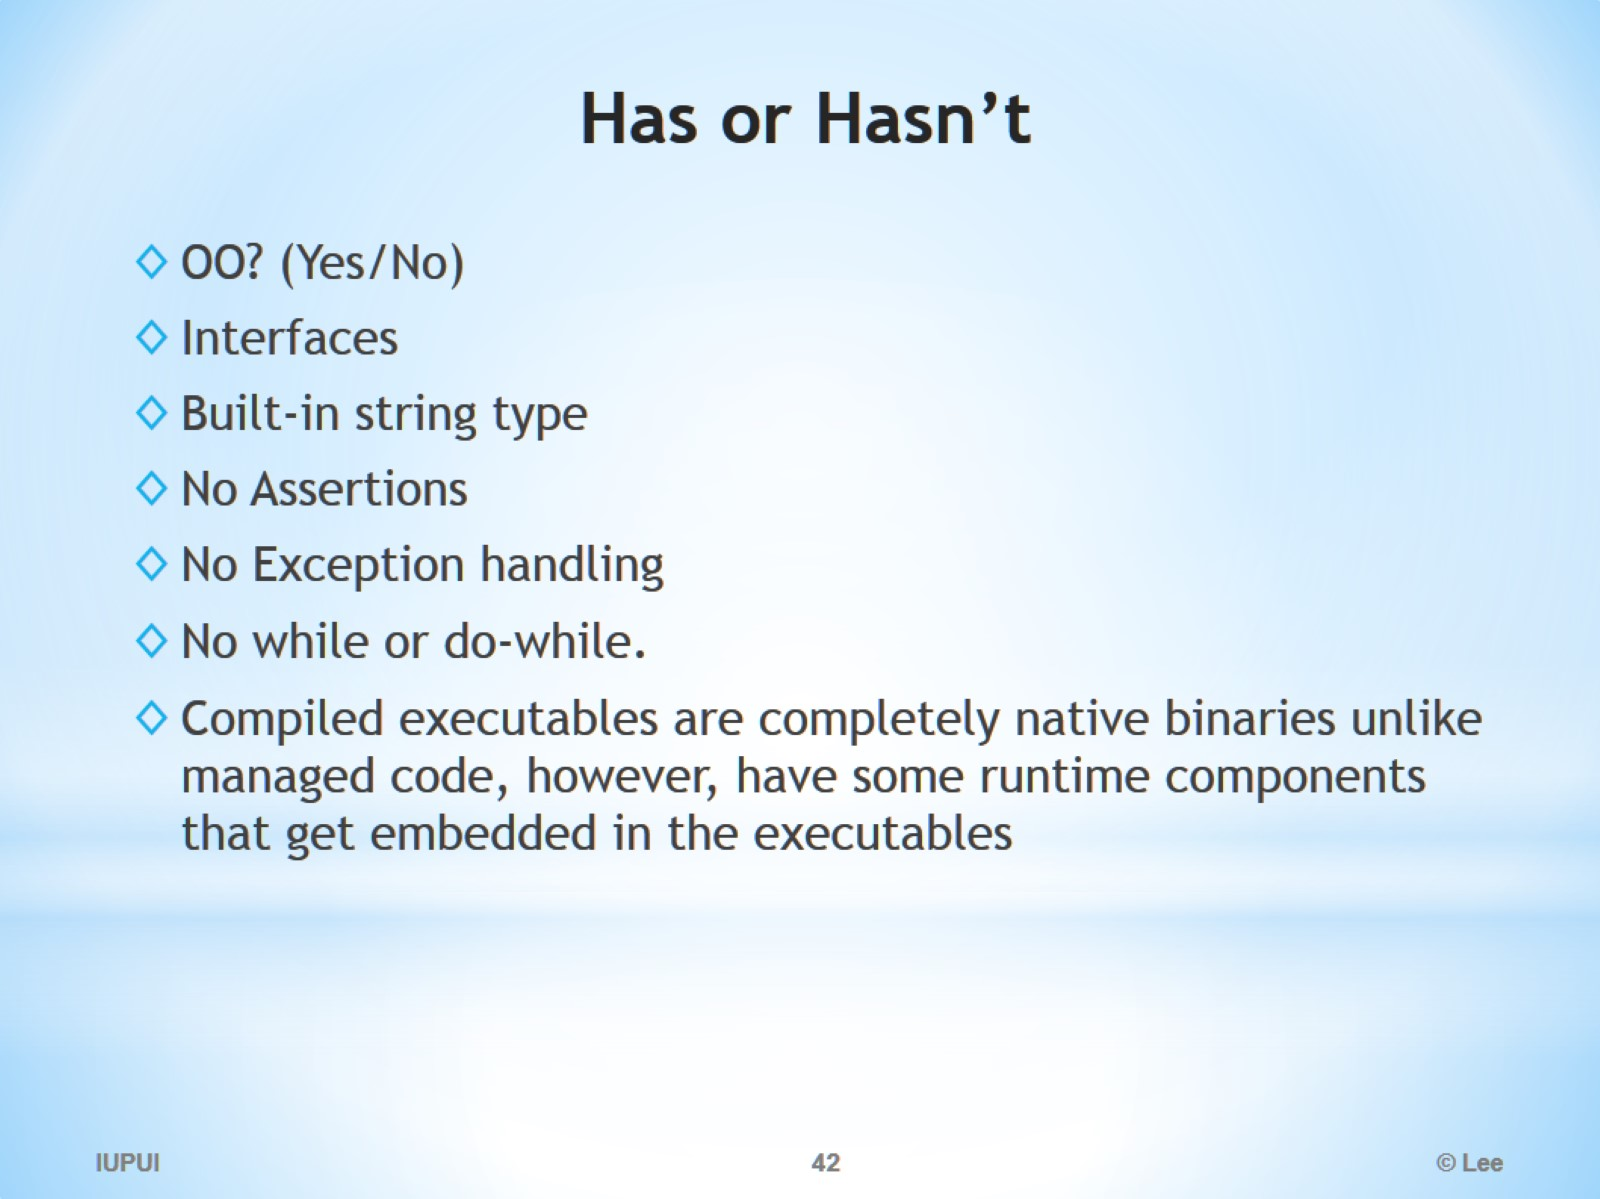 Has or Hasn’t
OO? (Yes/No)
Interfaces
Built-in string type
No Assertions
No Exception handling
No while or do-while.
Compiled executables are completely native binaries unlike
managed code, however, have some runtime components
that get embedded in the executables
IUPUI
42
© Lee